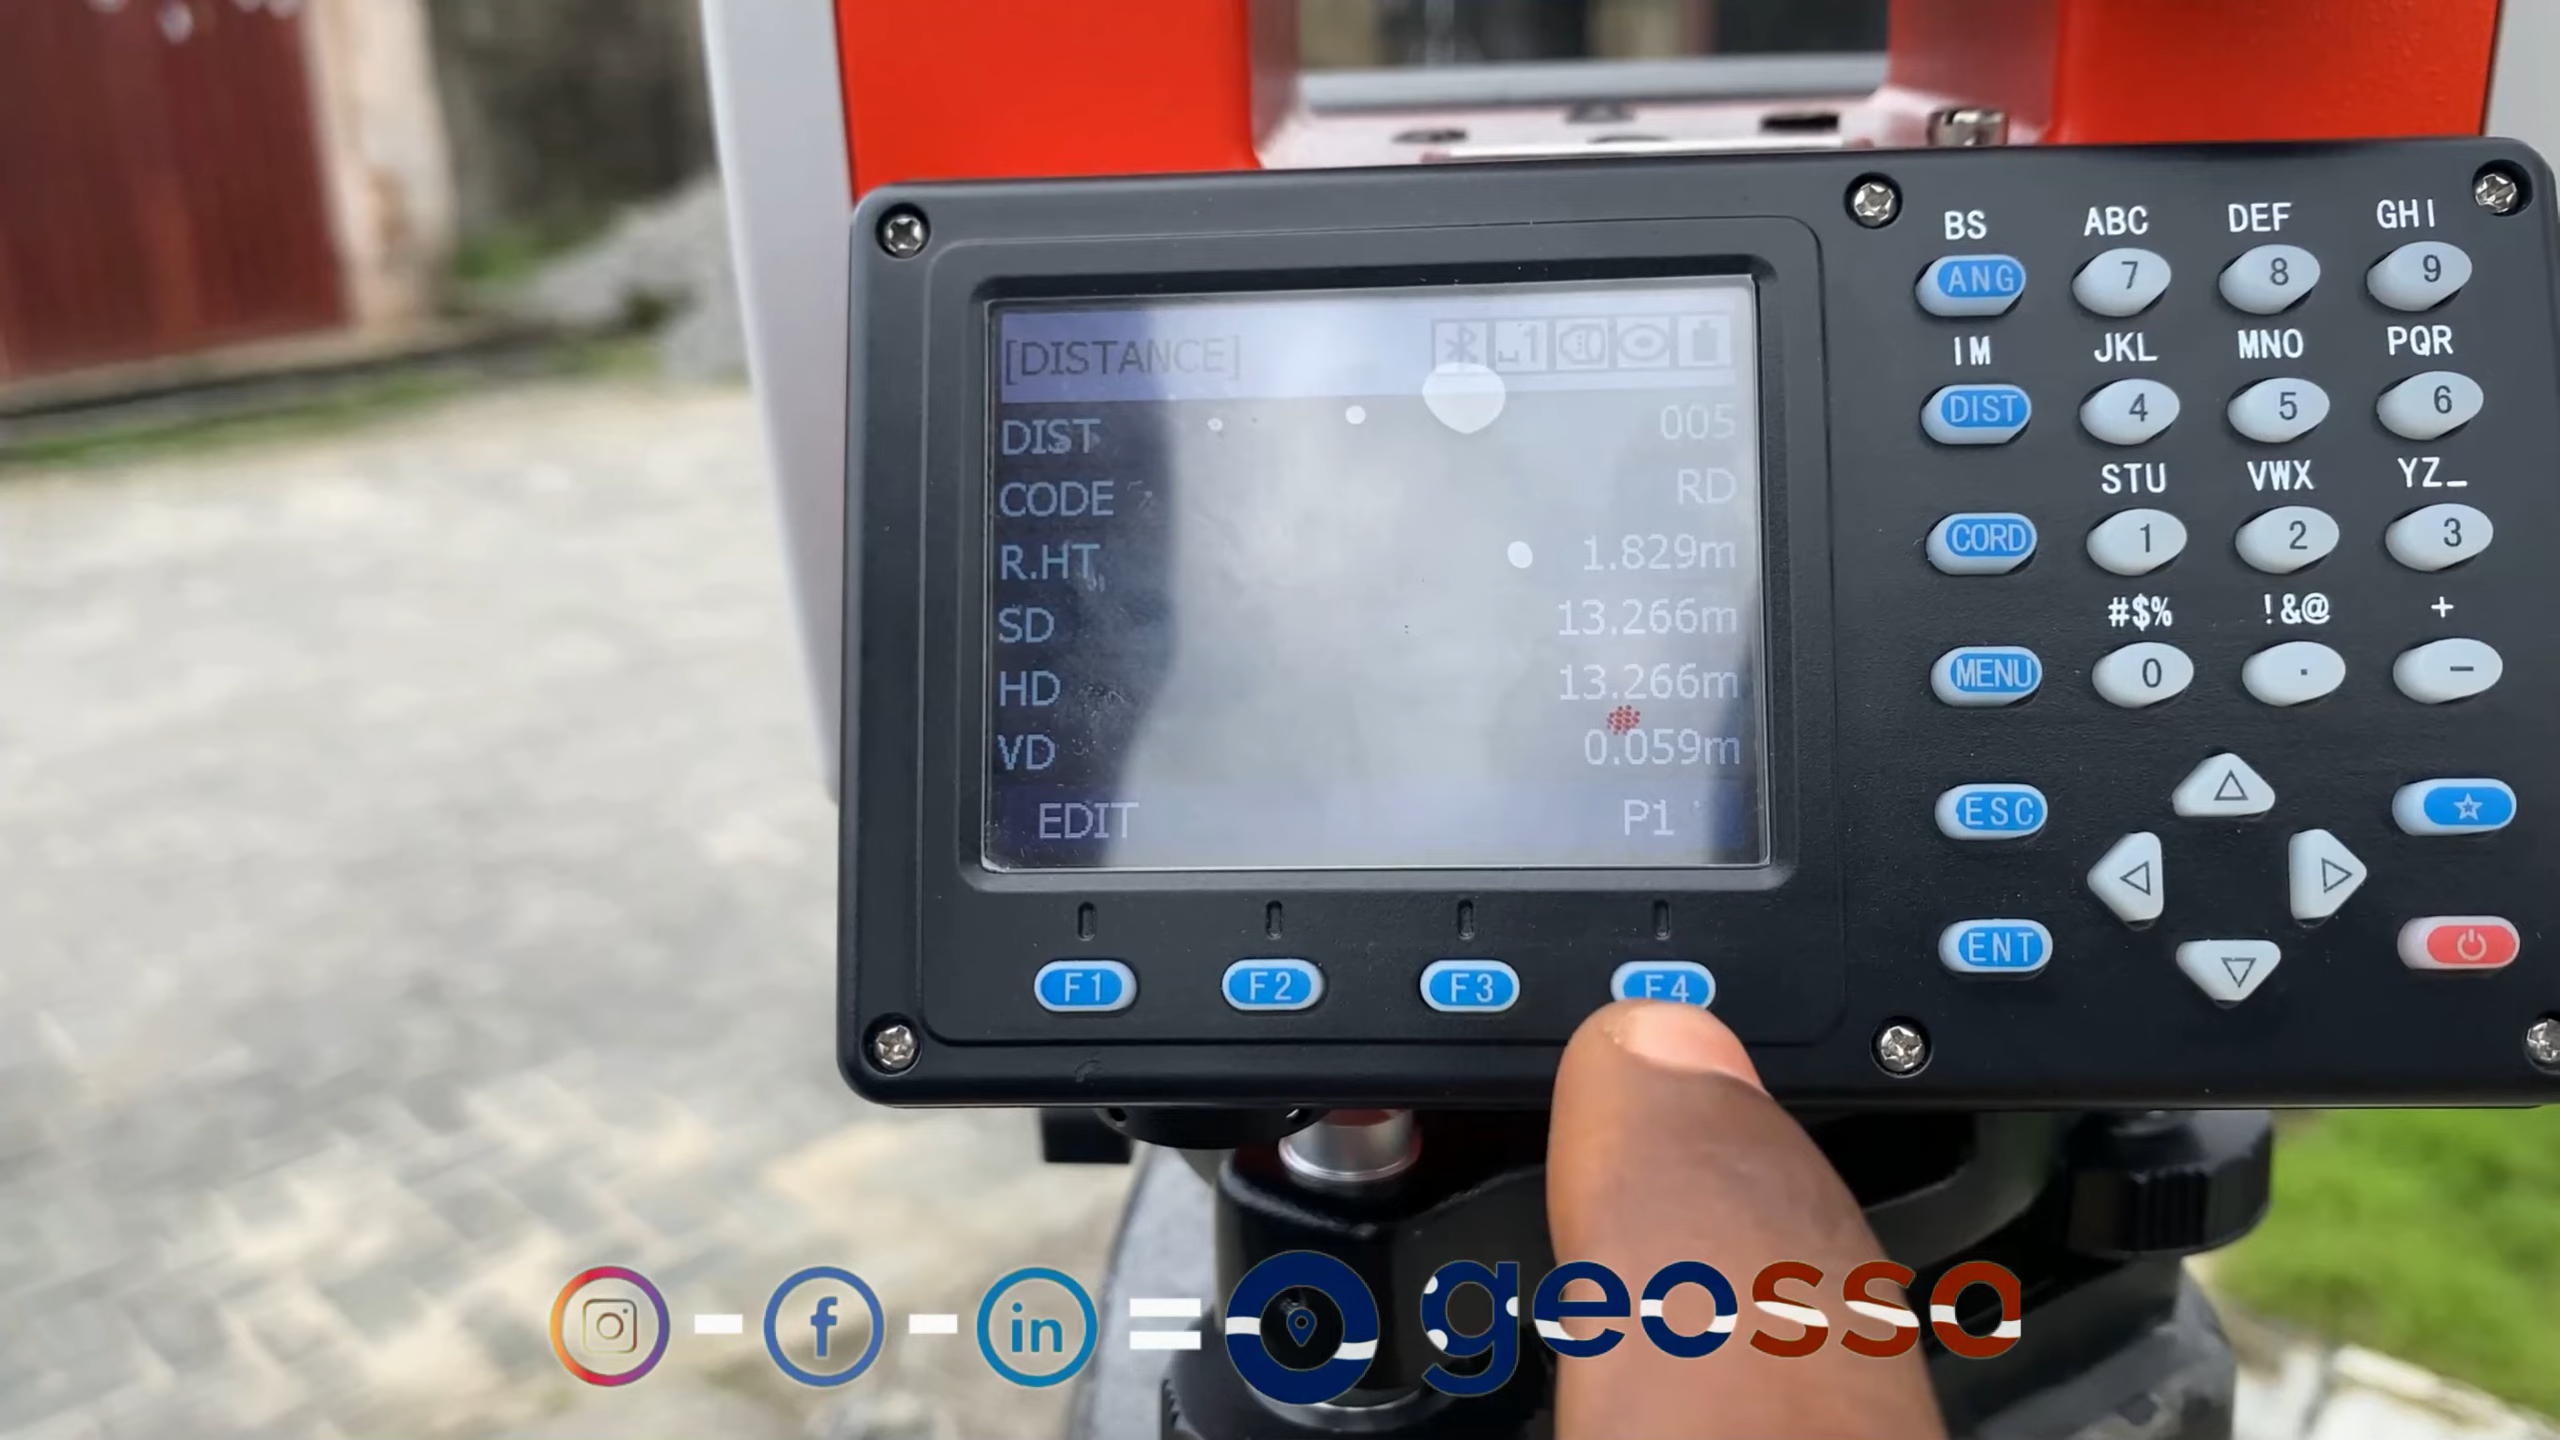 [DISTANCE]
DIST 005
CODE RD
R.HT 1.829m
SD 13.266m
HD 13.266m
VD 0.059m
EDIT P1
F1 F2 F3 F4
BS ABC DEF GHI
ANG 7 8 9
IM JKL MNO PQR
DIST 4 5 6
STU VWX YZ_
CORD 1 2 3
#$% !&@ +
MENU 0 . -
ESC
ENT
f - in = geosso